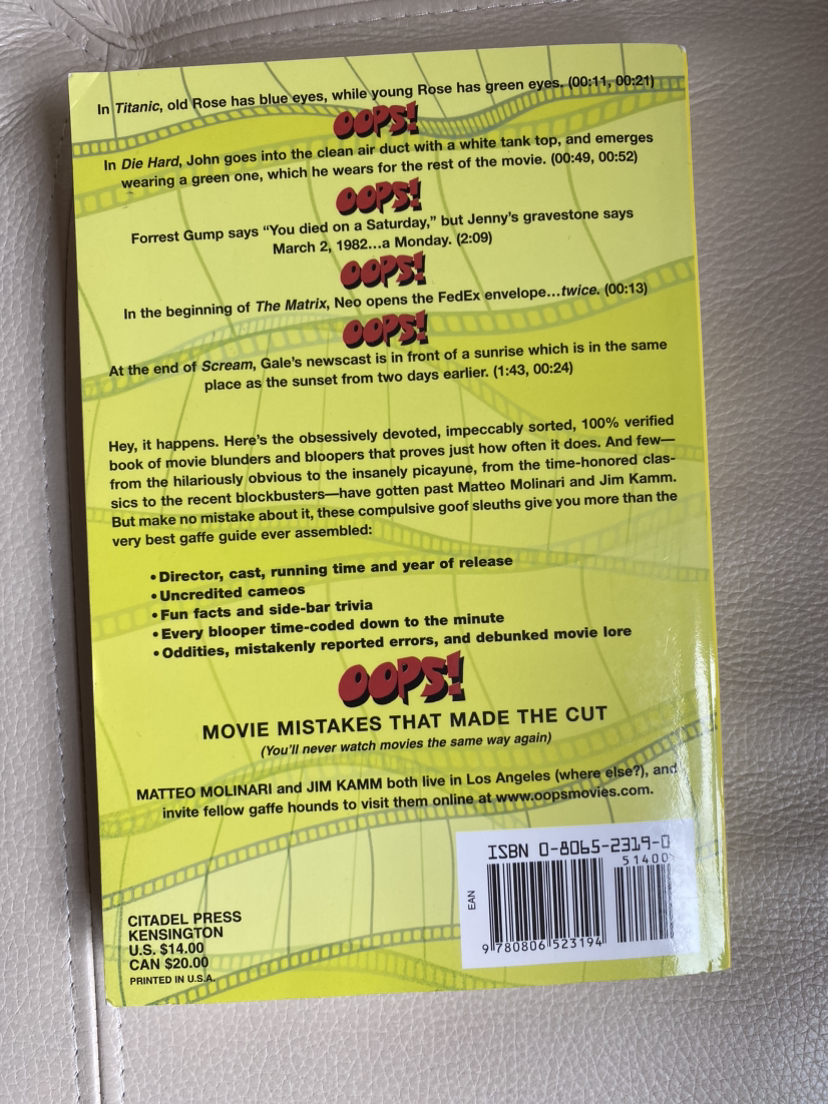 In Titanic, old Rose has blue eyes, while young Rose has green eyes. (00:11, 00:21)
OOPS!
In Die Hard, John goes into the clean air duct with a white tank top, and emerges
wearing a green one, which he wears for the rest of the movie. (00:49, 00:52)
OOPS!
Forrest Gump says “You died on a Saturday,” but Jenny’s gravestone says
March 2, 1982...a Monday. (2:09)
OOPS!
In the beginning of The Matrix, Neo opens the FedEx envelope...twice. (00:13)
OOPS!
At the end of Scream, Gale’s newscast is in front of a sunrise which is in the same
place as the sunset from two days earlier. (1:43, 00:24)
Hey, it happens. Here’s the obsessively devoted, impeccably sorted, 100% verified
book of movie blunders and bloopers that proves just how often it does. And few—
from the hilariously obvious to the insanely picayune, from the time-honored clas-
sics to the recent blockbusters—have gotten past Matteo Molinari and Jim Kamm.
But make no mistake about it, these compulsive goof sleuths give you more than the
very best gaffe guide ever assembled:
• Director, cast, running time and year of release
• Uncredited cameos
• Fun facts and side-bar trivia
• Every blooper time-coded down to the minute
• Oddities, mistakenly reported errors, and debunked movie lore
OOPS!
MOVIE MISTAKES THAT MADE THE CUT
(You’ll never watch movies the same way again)
MATTEO MOLINARI and JIM KAMM both live in Los Angeles (where else?), and
invite fellow gaffe hounds to visit them online at www.oopsmovies.com.
ISBN 0-8065-2319-0
51400
EAN
9 780806 523194
CITADEL PRESS
KENSINGTON
U.S. $14.00
CAN $20.00
PRINTED IN U.S.A.